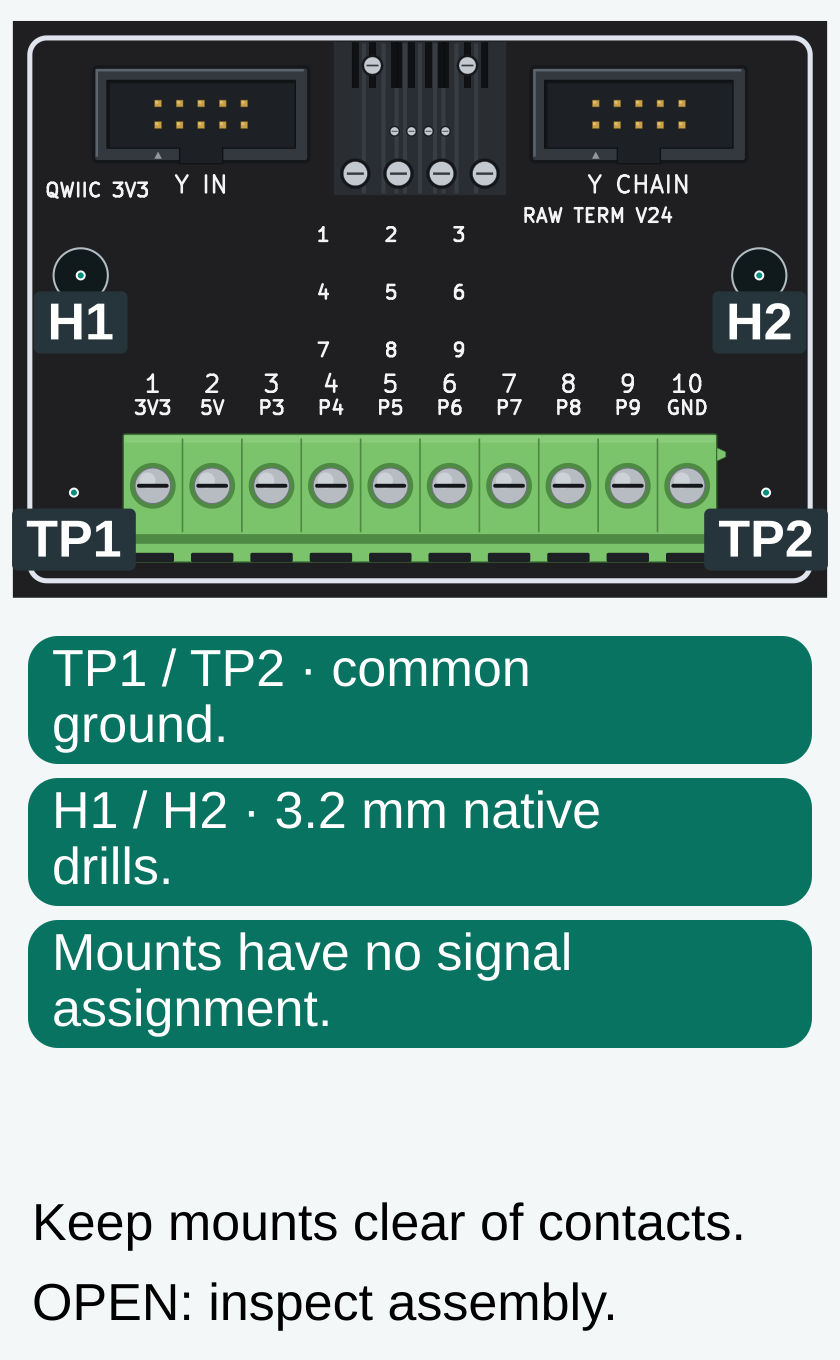 QWIIC 3V3
Y IN
Y CHAIN
RAW TERM V24
1 2 3
4 5 6
7 8 9
H1
H2
1 2 3 4 5 6 7 8 9 10
3V3 5V P3 P4 P5 P6 P7 P8 P9 GND
TP1
TP2
TP1 / TP2 · common
ground.
H1 / H2 · 3.2 mm native
drills.
Mounts have no signal
assignment.
Keep mounts clear of contacts.
OPEN: inspect assembly.